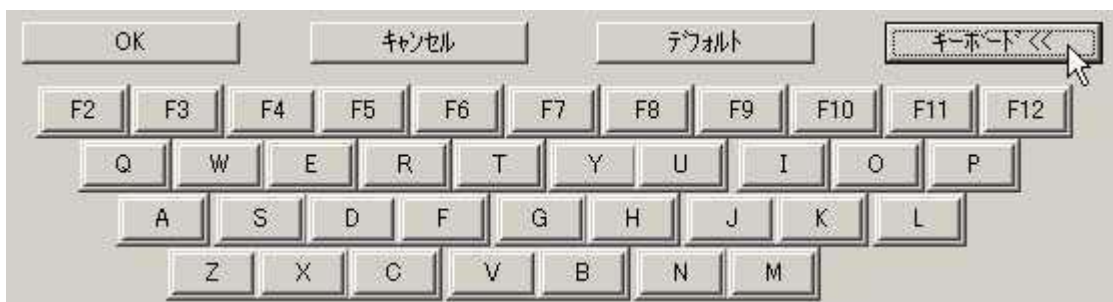 OK ｷｬﾝｾﾙ ﾃﾞﾌｫﾙﾄ ｷｰﾎﾞｰﾄﾞ <<
F2 F3 F4 F5 F6 F7 F8 F9 F10 F11 F12
Q W E R T Y U I O P
A S D F G H J K L
Z X C V B N M